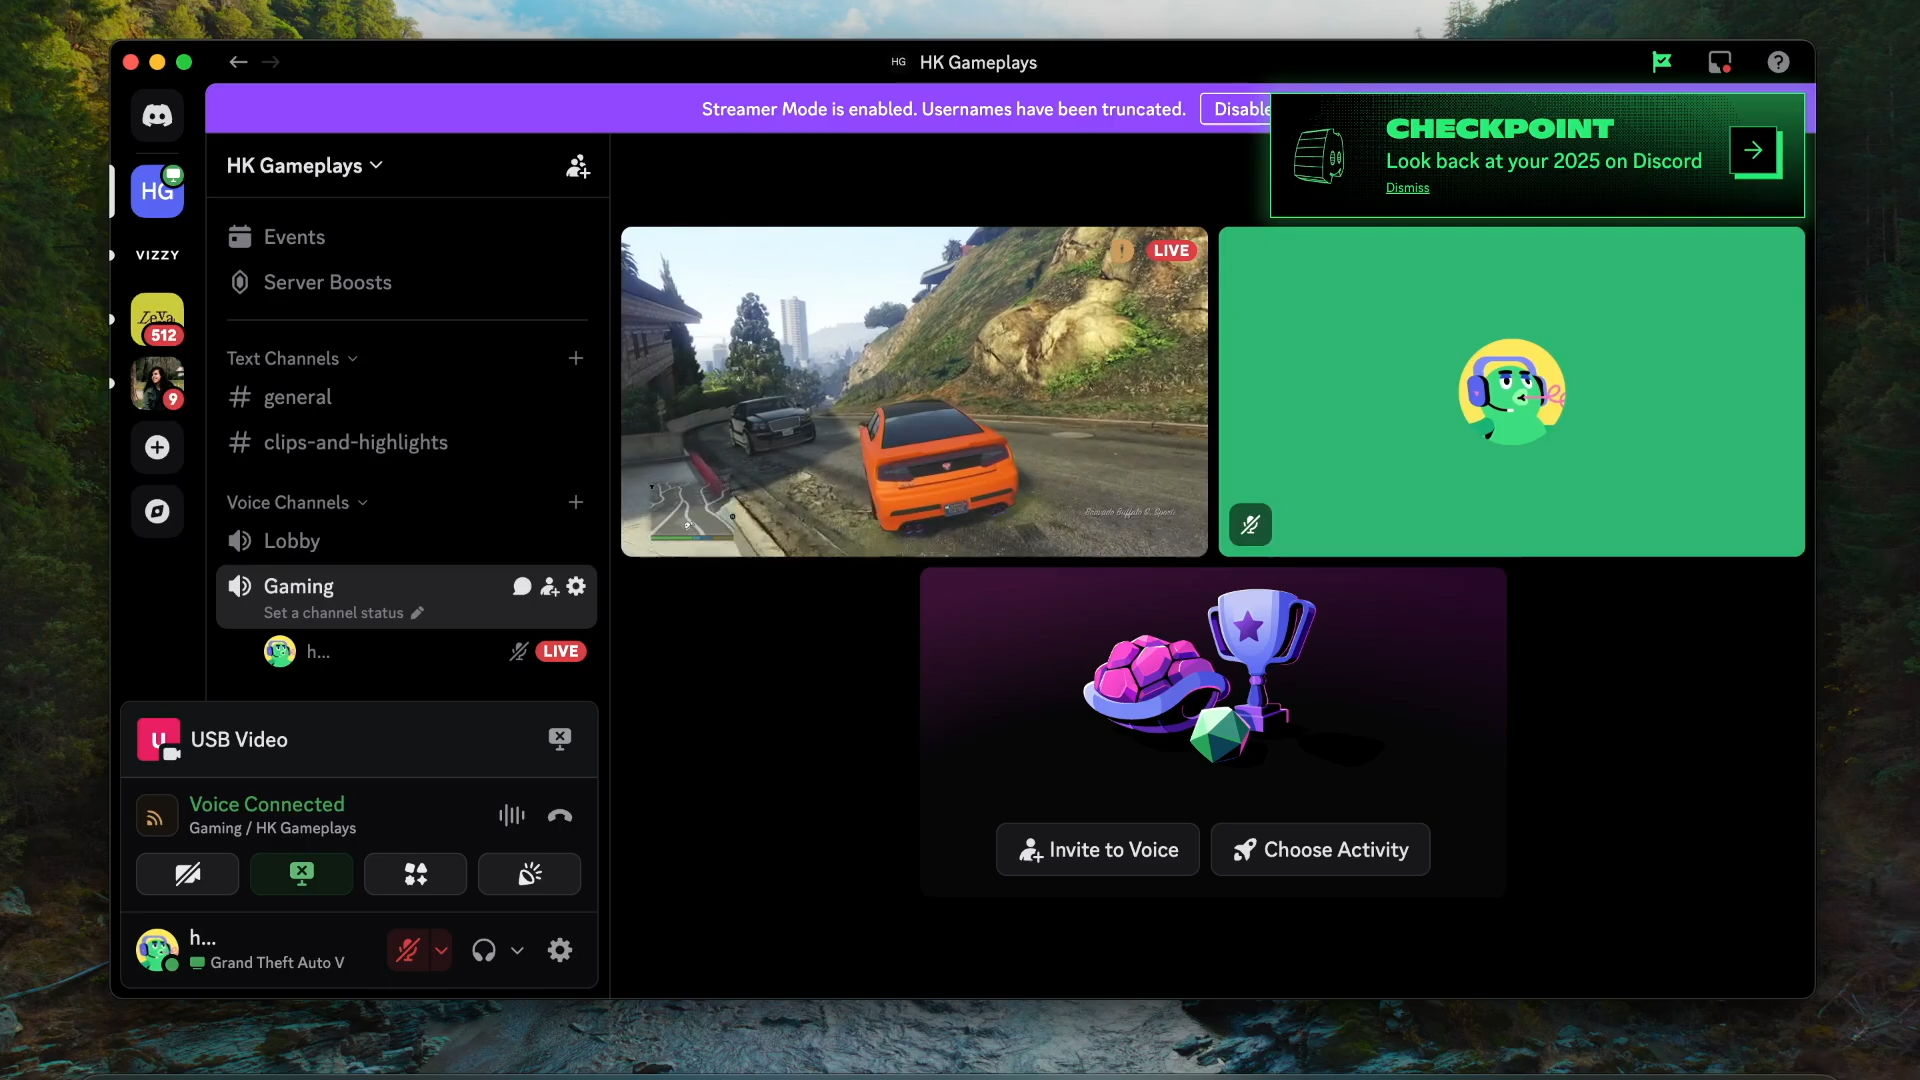 HG HK Gameplays
Streamer Mode is enabled. Usernames have been truncated.
Disable
CHECKPOINT
Look back at your 2025 on Discord
Dismiss
HG
VIZZY
Zeva
512
9
HK Gameplays
Events
Server Boosts
Text Channels
general
clips-and-highlights
Voice Channels
Lobby
Gaming
Set a channel status
h...
LIVE
U
USB Video
Voice Connected
Gaming / HK Gameplays
h...
Grand Theft Auto V
LIVE
Invite to Voice
Choose Activity